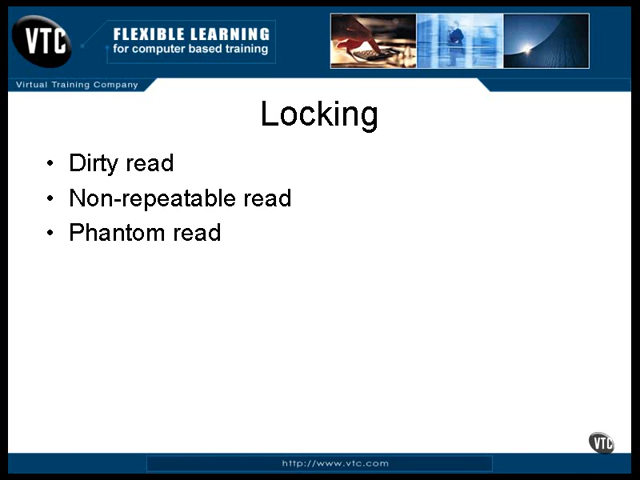 VTC
FLEXIBLE LEARNING
for computer based training
Virtual Training Company
Locking
• Dirty read
• Non-repeatable read
• Phantom read
VTC
http://www.vtc.com